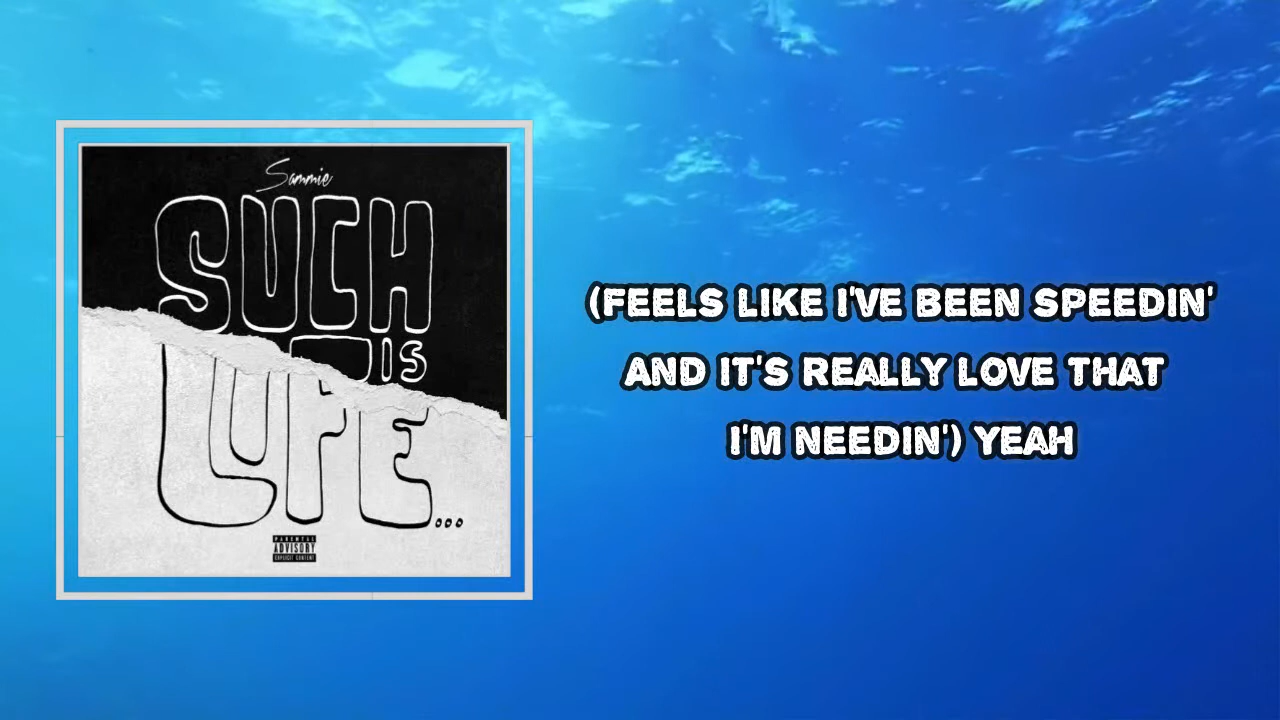 Sammie
SUCH
IS
LIFE...
PARENTAL
ADVISORY
EXPLICIT CONTENT
(FEELS LIKE I'VE BEEN SPEEDIN'
AND IT'S REALLY LOVE THAT
I'M NEEDIN') YEAH